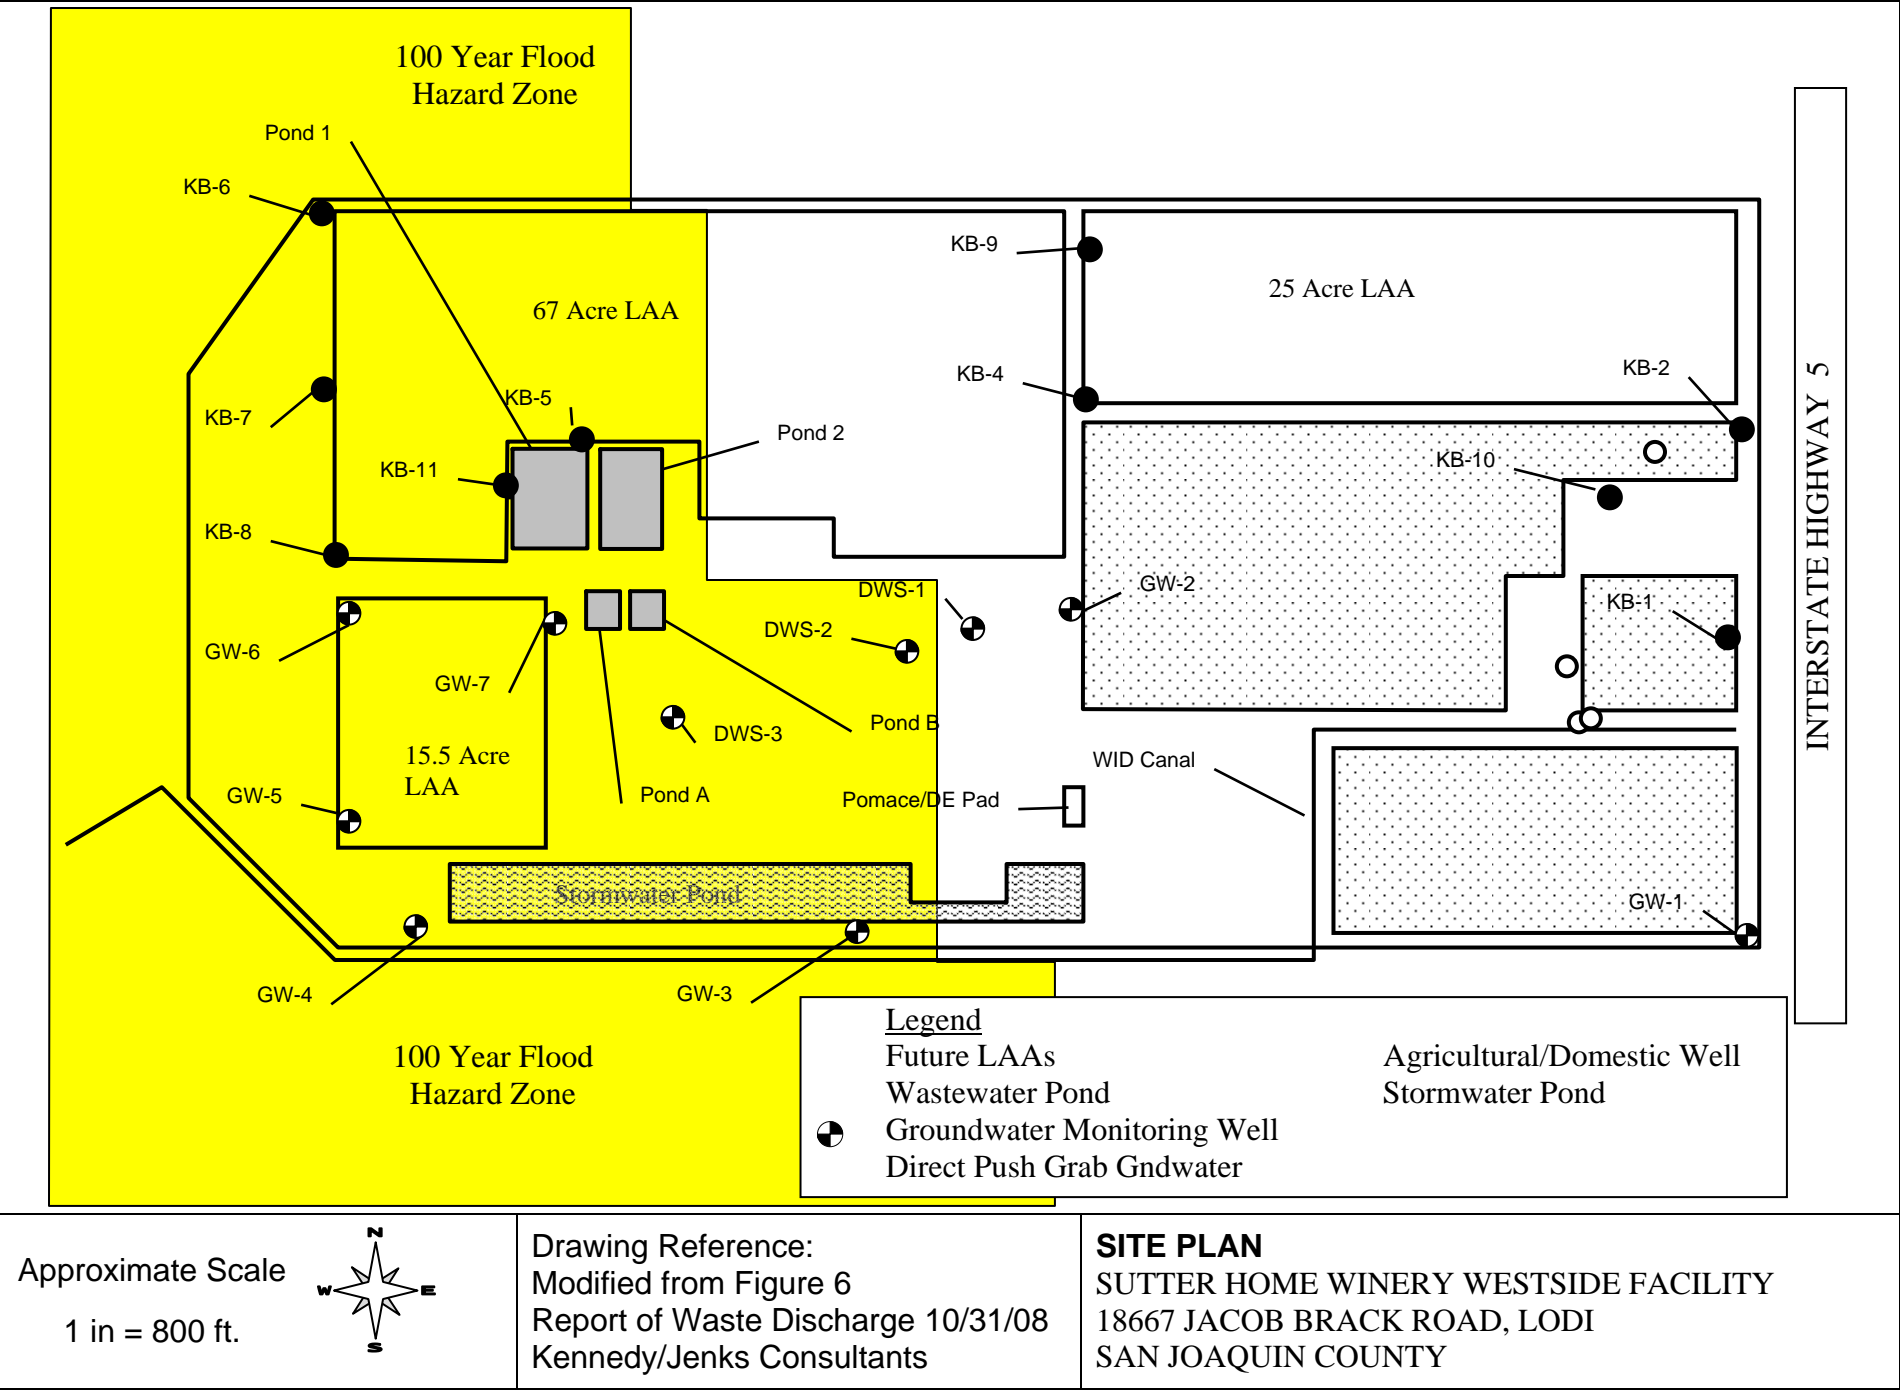 100 Year Flood
Hazard Zone
Pond 1
KB-6
KB-9
25 Acre LAA
67 Acre LAA
KB-4
KB-2
KB-5
KB-7
Pond 2
KB-11
KB-10
INTERSTATE HIGHWAY 5
KB-8
DWS-1
GW-2
KB-1
DWS-2
GW-6
GW-7
Pond B
DWS-3
15.5 Acre
LAA
WID Canal
GW-5
Pond A
Pomace/DE Pad
Stormwater Pond
GW-1
GW-4
GW-3
100 Year Flood
Hazard Zone
Legend
Future LAAs
Agricultural/Domestic Well
Wastewater Pond
Stormwater Pond
Groundwater Monitoring Well
Direct Push Grab Gndwater
Approximate Scale
1 in = 800 ft.
N
W
E
S
Drawing Reference:
Modified from Figure 6
Report of Waste Discharge 10/31/08
Kennedy/Jenks Consultants
SITE PLAN
SUTTER HOME WINERY WESTSIDE FACILITY
18667 JACOB BRACK ROAD, LODI
SAN JOAQUIN COUNTY